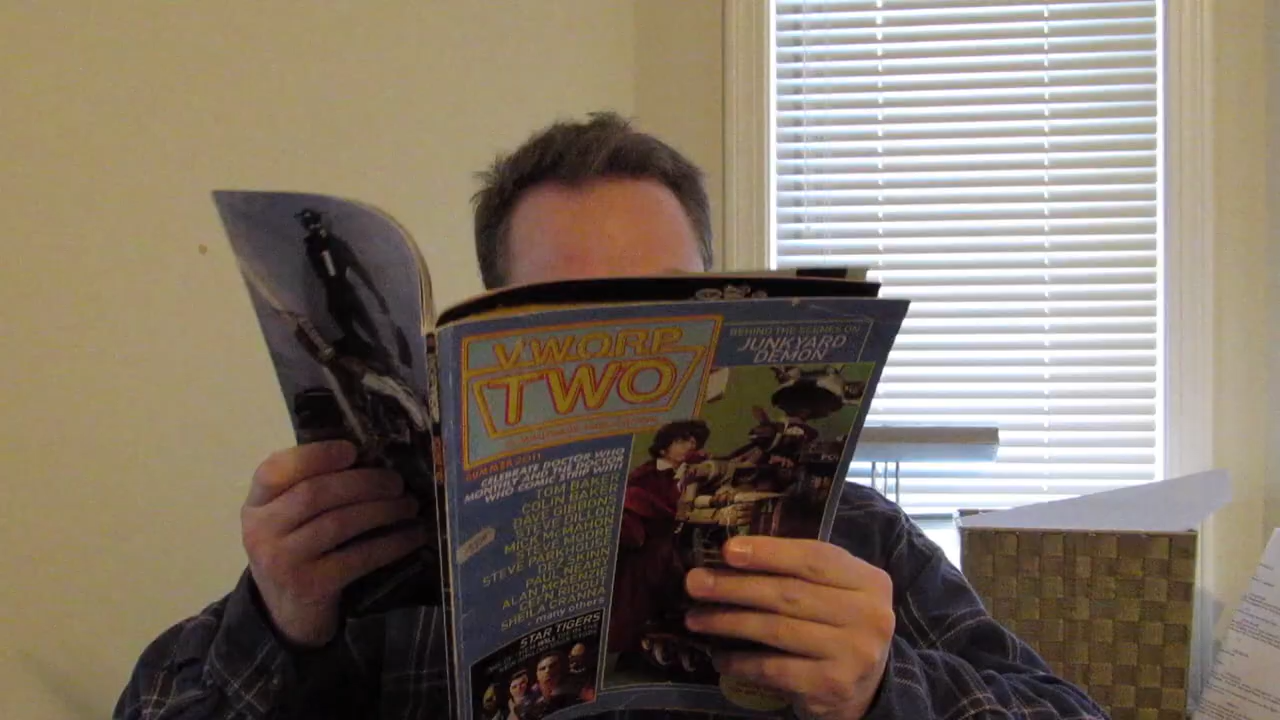 VWORP
TWO
BEHIND THE SCENES ON
JUNKYARD
DEMON
SUMMER 2011
CELEBRATE DOCTOR WHO
MONTHLY AND THE DOCTOR
WHO COMIC STRIP WITH
TOM BAKER
COLIN BAKER
DAVE GIBBONS
STEVE DILLON
MICK McMAHON
STEVE MOORE
STEVE PARKHOUSE
DEZ SKINN
PAUL NEARY
ALAN McKENZIE
GLYN RIDOUT
SHEILA CRANNA
+ many others
STAR TIGERS